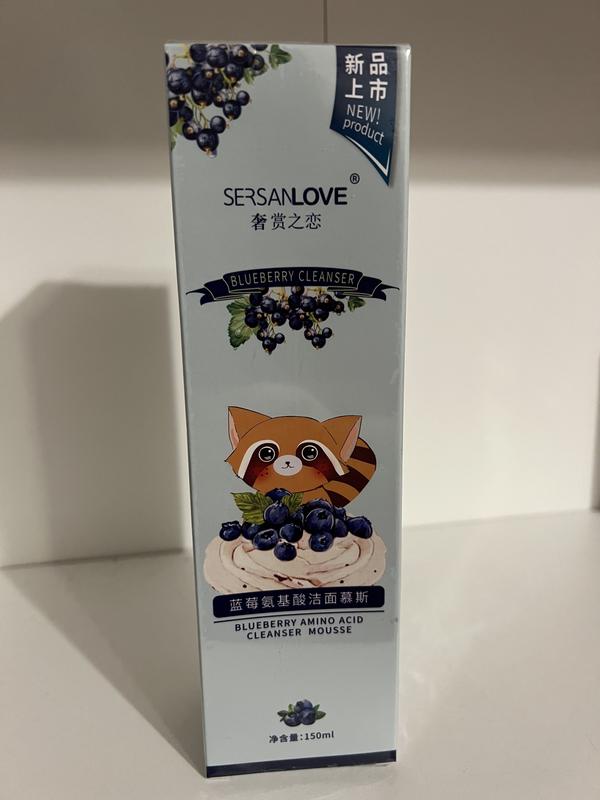 新品
上市
NEW!
product
SERSANLOVE®
奢赏之恋
BLUEBERRY CLEANSER
蓝莓氨基酸洁面慕斯
BLUEBERRY AMINO ACID
CLEANSER MOUSSE
净含量:150ml